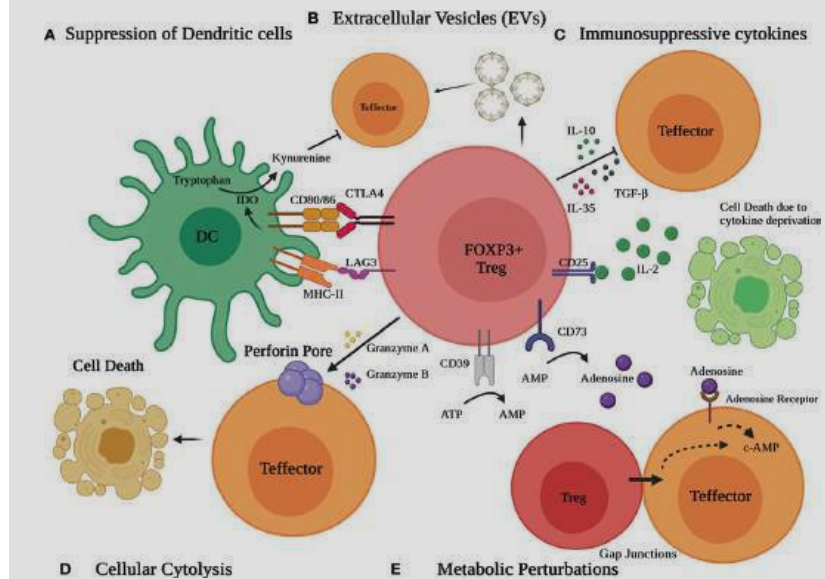 A Suppression of Dendritic cells
B Extracellular Vesicles (EVs)
C Immunosuppressive cytokines
Teffector
Kynurenine
Tryptophan
IDO
CD80/86
CTLA4
DC
LAG3
MHC-II
FOXP3+
Treg
IL-10
TGF-β
IL-35
Teffector
Cell Death due to
cytokine deprivation
CD25
IL-2
CD73
CD39
AMP
Adenosine
ATP
AMP
Perforin Pore
Granzyme A
Granzyme B
Cell Death
Teffector
Adenosine
Adenosine Receptor
c-AMP
Treg
Teffector
Gap Junctions
D Cellular Cytolysis
E Metabolic Perturbations